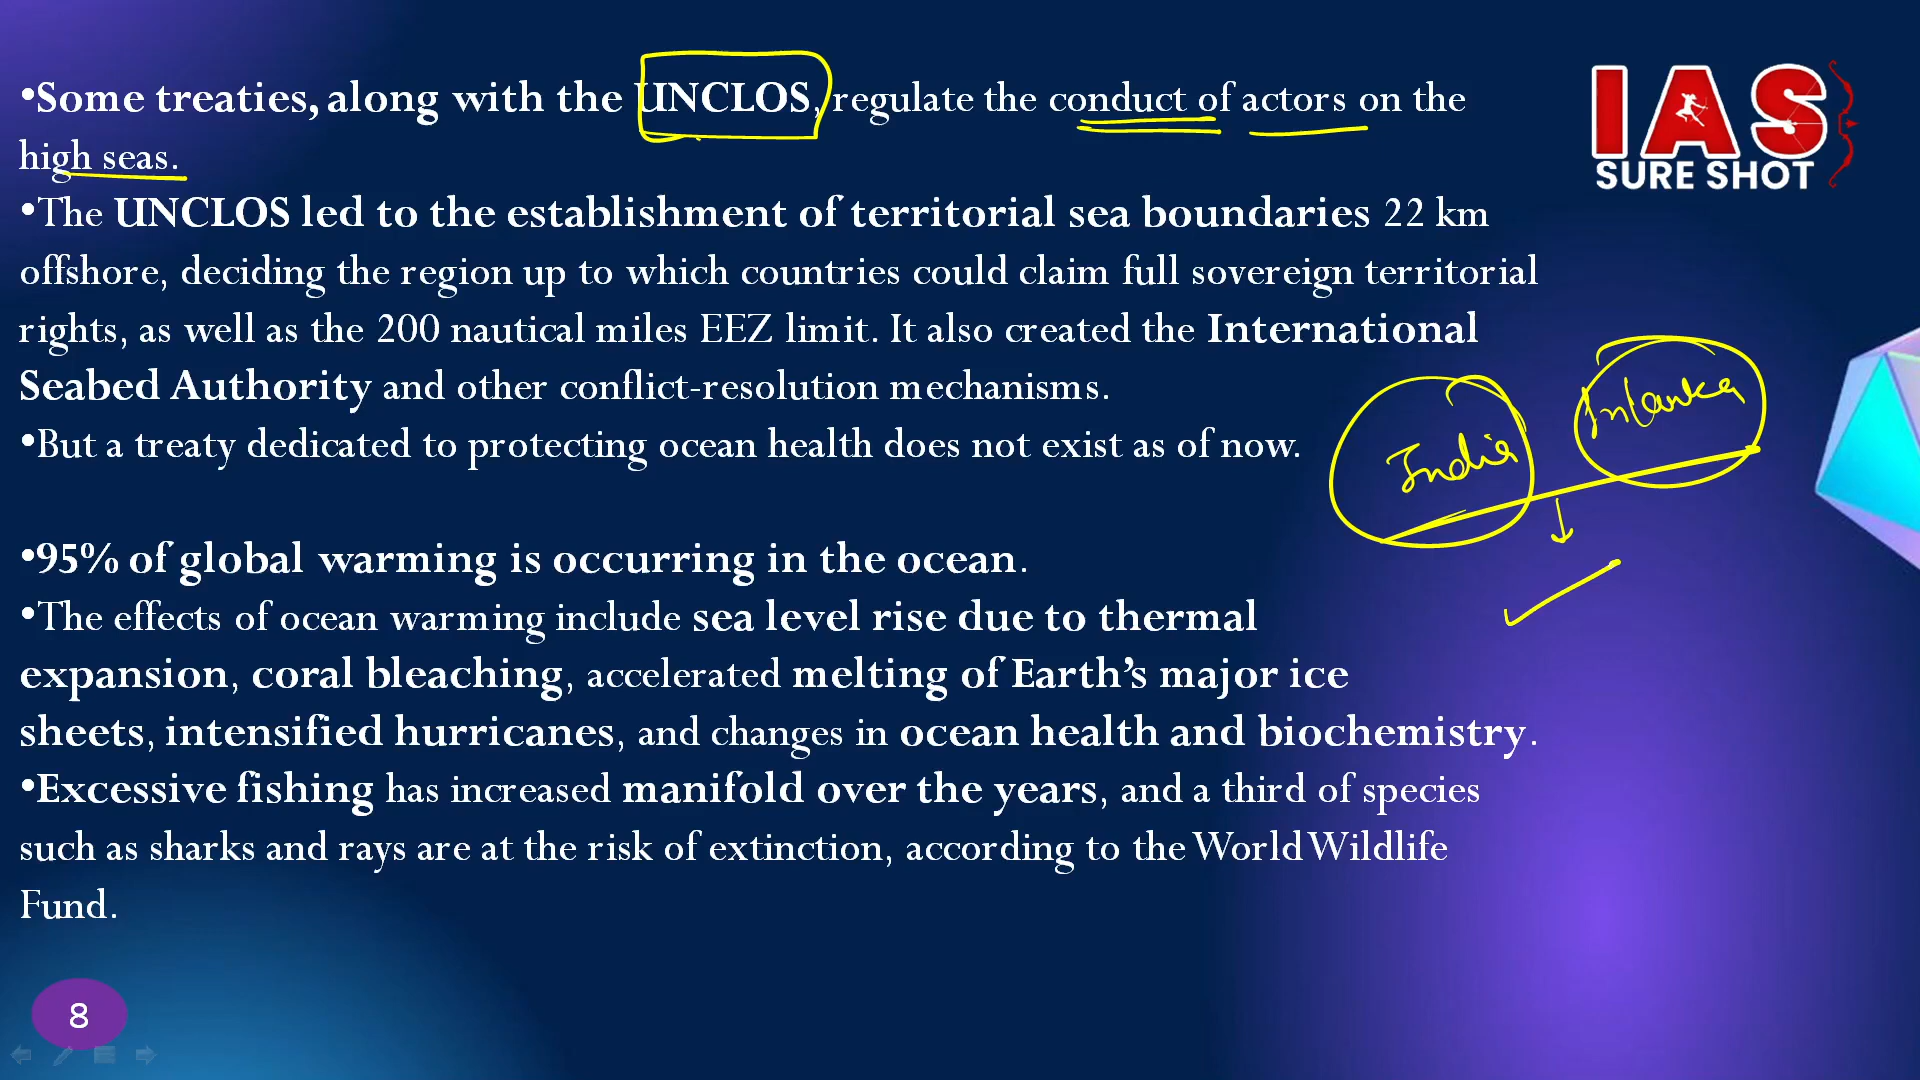 •Some treaties, along with the UNCLOS, regulate the conduct of actors on the
high seas.
•The UNCLOS led to the establishment of territorial sea boundaries 22 km
offshore, deciding the region up to which countries could claim full sovereign territorial
rights, as well as the 200 nautical miles EEZ limit. It also created the International
Seabed Authority and other conflict-resolution mechanisms.
•But a treaty dedicated to protecting ocean health does not exist as of now.
•95% of global warming is occurring in the ocean.
•The effects of ocean warming include sea level rise due to thermal
expansion, coral bleaching, accelerated melting of Earth’s major ice
sheets, intensified hurricanes, and changes in ocean health and biochemistry.
•Excessive fishing has increased manifold over the years, and a third of species
such as sharks and rays are at the risk of extinction, according to the World Wildlife
Fund.
IAS
SURE SHOT
India
8